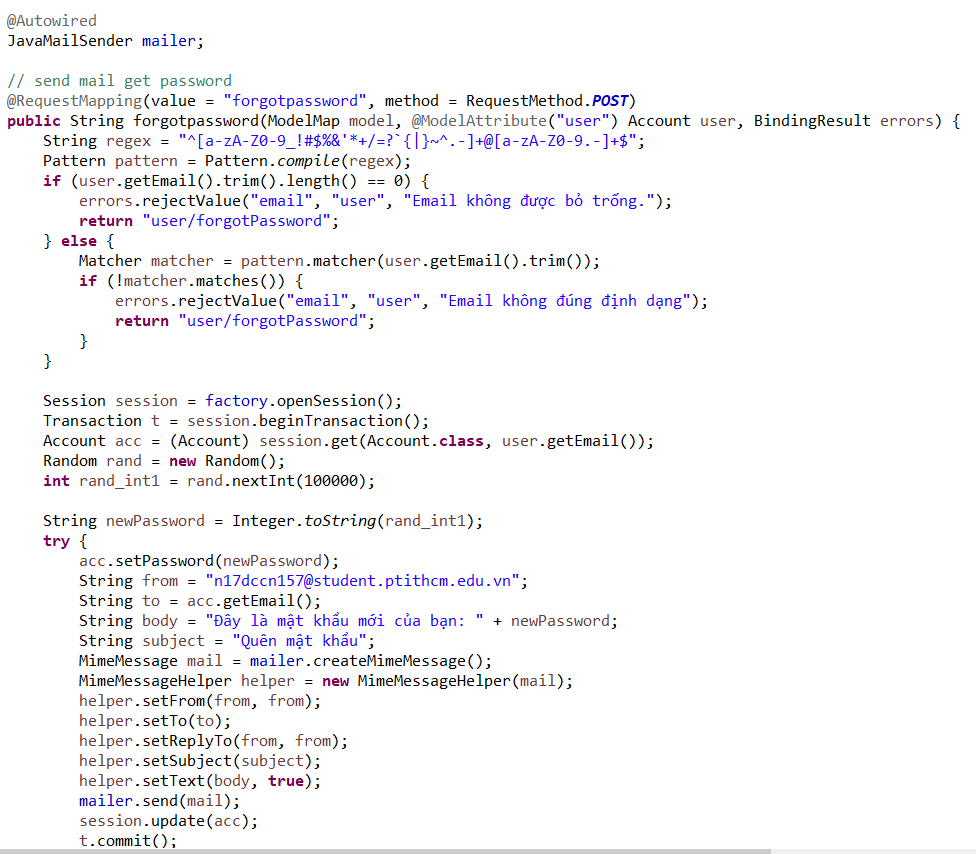 @Autowired
JavaMailSender mailer;
// send mail get password
@RequestMapping(value = "forgotpassword", method = RequestMethod.POST)
public String forgotpassword(ModelMap model, @ModelAttribute("user") Account user, BindingResult errors) {
String regex = "^[a-zA-Z0-9_!#$%&'*+/=?`{|}~^.-]+@[a-zA-Z0-9.-]+$";
Pattern pattern = Pattern.compile(regex);
if (user.getEmail().trim().length() == 0) {
errors.rejectValue("email", "user", "Email không được bỏ trống.");
return "user/forgotPassword";
} else {
Matcher matcher = pattern.matcher(user.getEmail().trim());
if (!matcher.matches()) {
errors.rejectValue("email", "user", "Email không đúng định dạng");
return "user/forgotPassword";
}
}
Session session = factory.openSession();
Transaction t = session.beginTransaction();
Account acc = (Account) session.get(Account.class, user.getEmail());
Random rand = new Random();
int rand_int1 = rand.nextInt(100000);
String newPassword = Integer.toString(rand_int1);
try {
acc.setPassword(newPassword);
String from = "n17dccn157@student.ptithcm.edu.vn";
String to = acc.getEmail();
String body = "Đây là mật khẩu mới của bạn: " + newPassword;
String subject = "Quên mật khẩu";
MimeMessage mail = mailer.createMimeMessage();
MimeMessageHelper helper = new MimeMessageHelper(mail);
helper.setFrom(from, from);
helper.setTo(to);
helper.setReplyTo(from, from);
helper.setSubject(subject);
helper.setText(body, true);
mailer.send(mail);
session.update(acc);
t.commit();